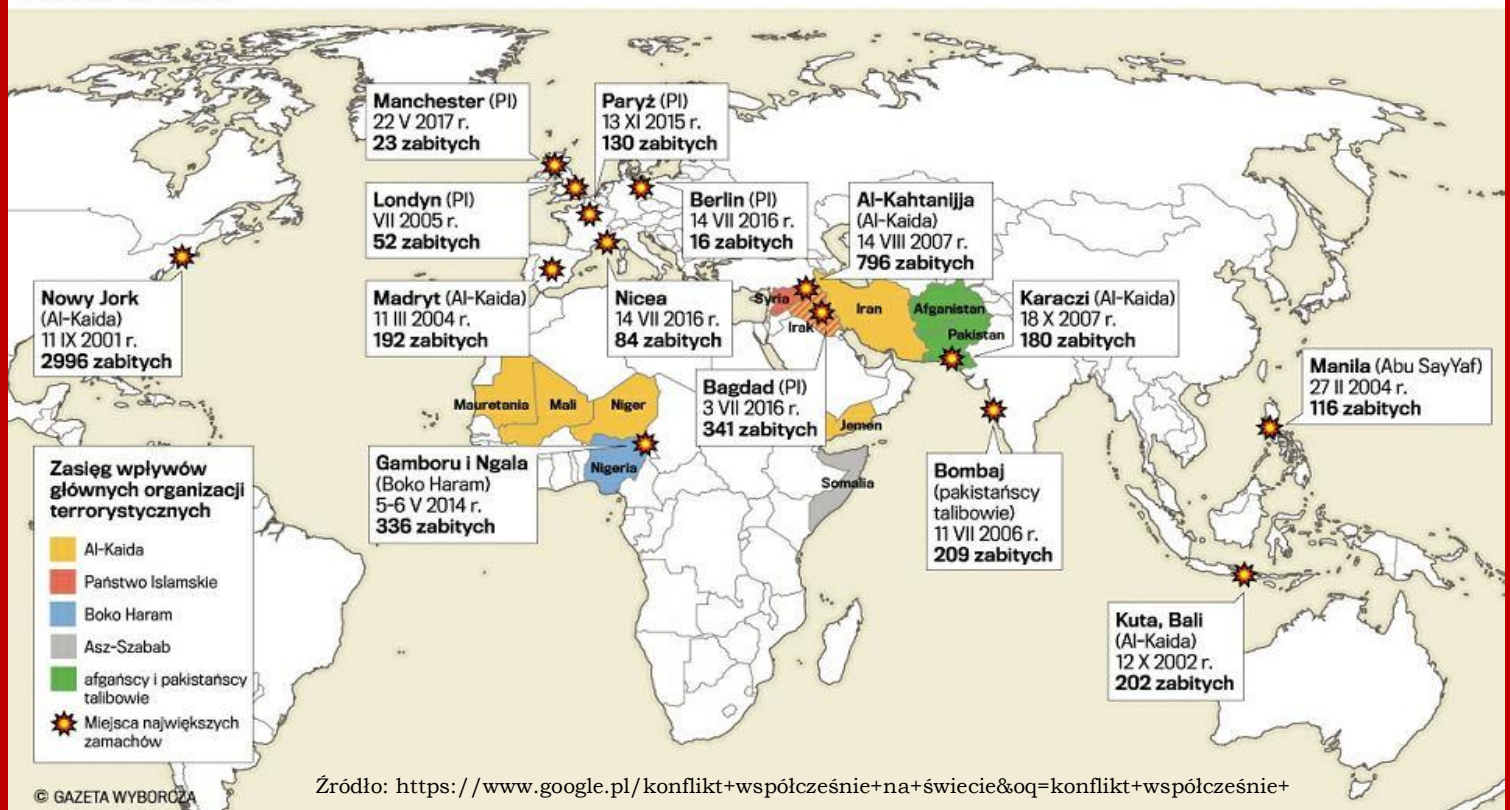 Manchester (PI)
22 V 2017 r.
23 zabitych
Paryż (PI)
13 XI 2015 r.
130 zabitych
Londyn (PI)
VII 2005 r.
52 zabitych
Berlin (PI)
14 VII 2016 r.
16 zabitych
Al-Kahtanijja
(Al-Kaida)
14 VIII 2007 r.
796 zabitych
Nowy Jork
(Al-Kaida)
11 IX 2001 r.
2996 zabitych
Madryt (Al-Kaida)
11 III 2004 r.
192 zabitych
Nicea
14 VII 2016 r.
84 zabitych
Syria
Irak
Iran
Afganistan
Pakistan
Karaczi (Al-Kaida)
18 X 2007 r.
180 zabitych
Manila (Abu SayYaf)
27 II 2004 r.
116 zabitych
Bagdad (PI)
3 VII 2016 r.
341 zabitych
Mauretania
Mali
Niger
Jemen
Nigeria
Somalia
Gamboru i Ngala
(Boko Haram)
5-6 V 2014 r.
336 zabitych
Bombaj
(pakistańscy
talibowie)
11 VII 2006 r.
209 zabitych
Kuta, Bali
(Al-Kaida)
12 X 2002 r.
202 zabitych
Zasięg wpływów
głównych organizacji
terrorystycznych
Al-Kaida
Państwo Islamskie
Boko Haram
Asz-Szabab
afgańscy i pakistańscy
talibowie
Miejsca największych
zamachów
© GAZETA WYBORCZA
Źródło: https://www.google.pl/konflikt+współcześnie+na+świecie&oq=konflikt+współcześnie+